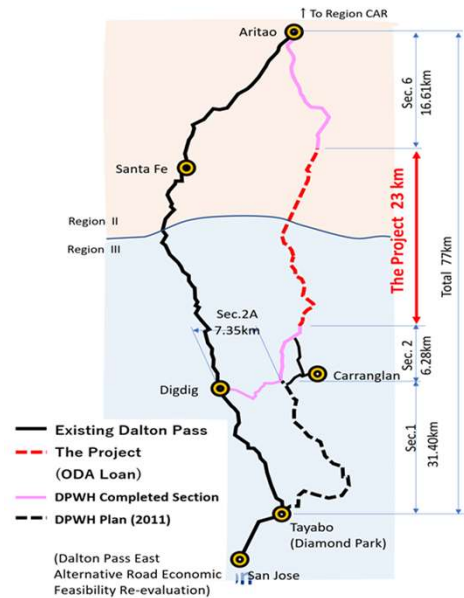 ↑ To Region CAR
Aritao
Sec. 6
16.61km
Santa Fe
The Project 23 km
Total 77km
Region II
Region III
Sec.2A
7.35km
Sec. 2
6.28km
Carranglan
Digdig
Sec.1
31.40km
Existing Dalton Pass
The Project
(ODA Loan)
DPWH Completed Section
DPWH Plan (2011)
Tayabo
(Diamond Park)
(Dalton Pass East
Alternative Road Economic
Feasibility Re-evaluation)
San Jose